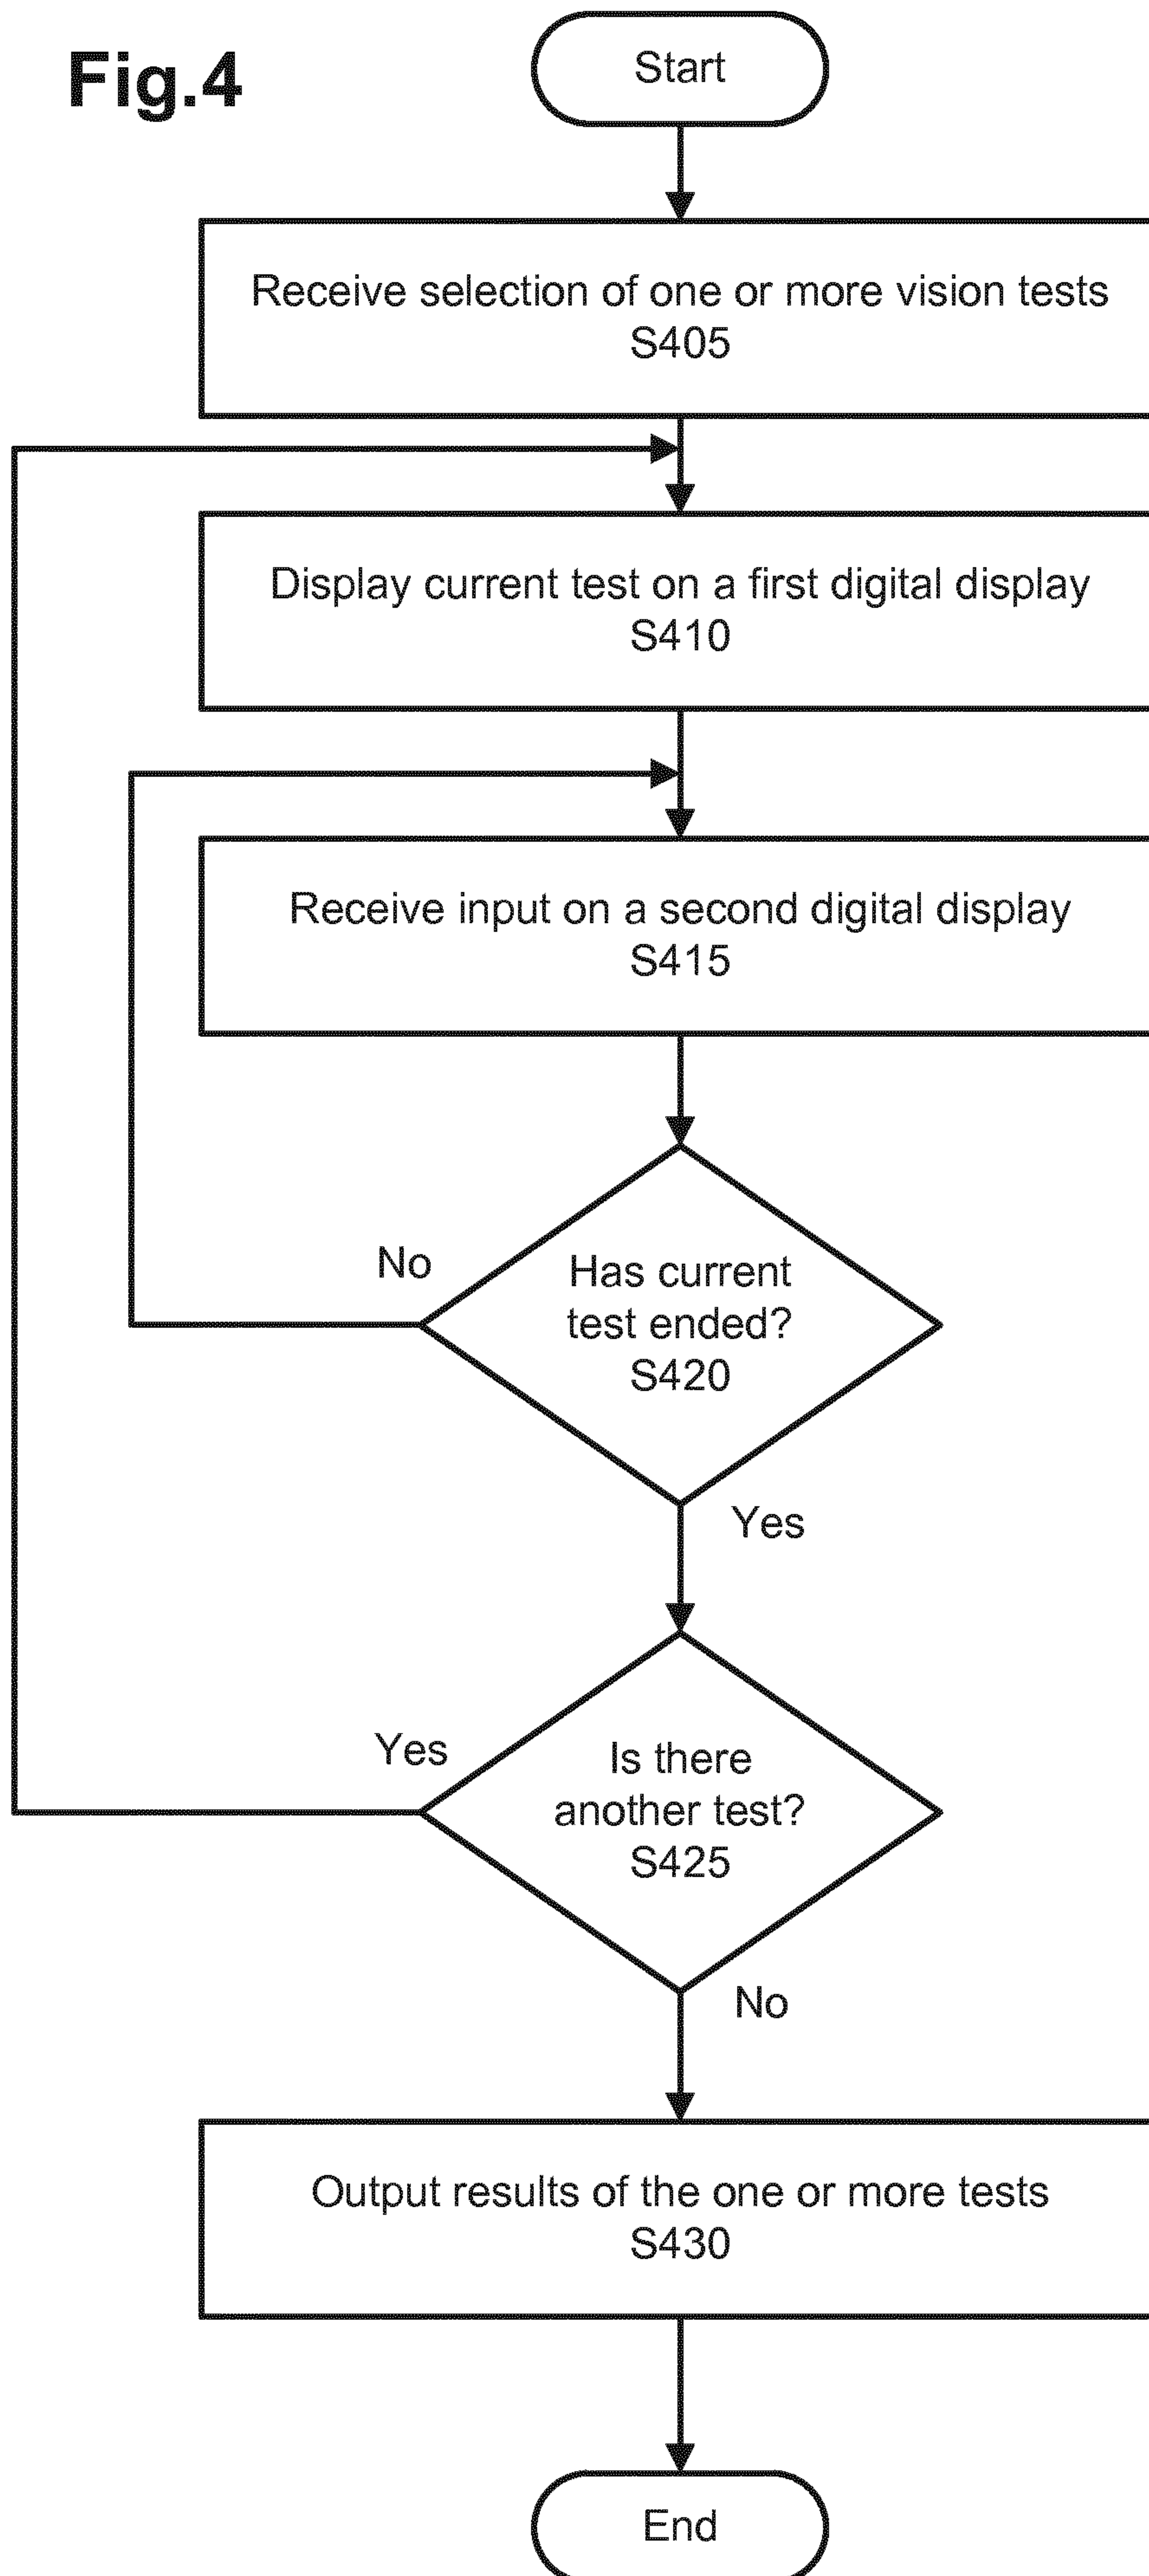 Fig.4
Start
Receive selection of one or more vision tests
S405
Display current test on a first digital display
S410
Receive input on a second digital display
S415
No
Has current
test ended?
S420
Yes
Yes
Is there
another test?
S425
No
Output results of the one or more tests
S430
End